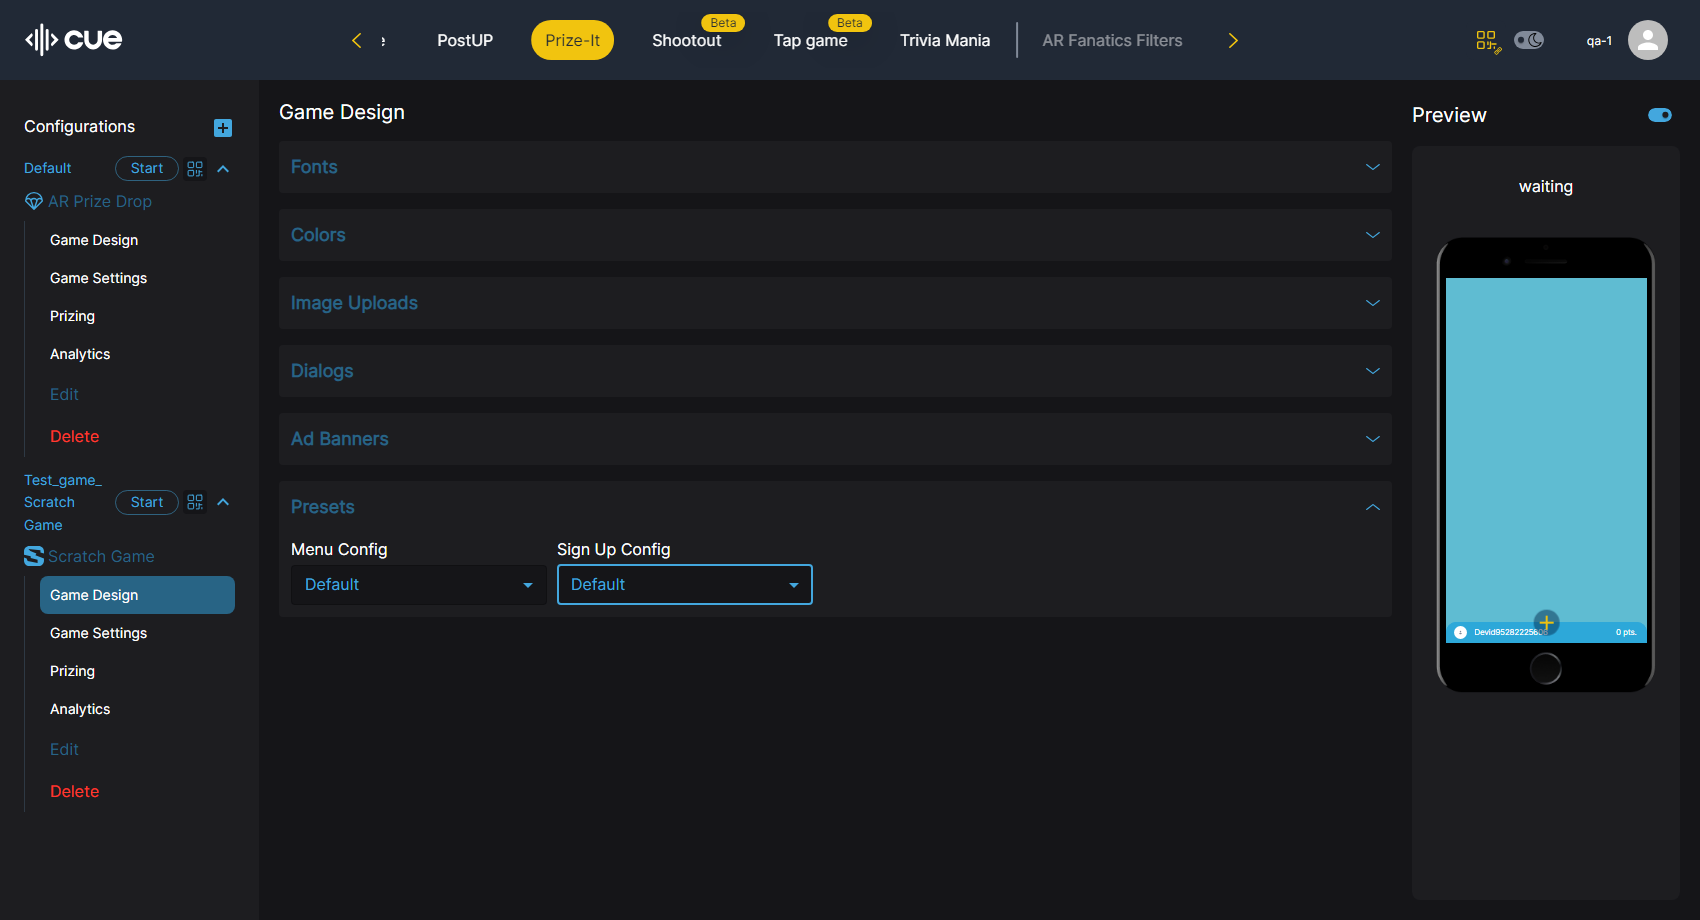 cue
PostUP
Prize-It
Beta
Shootout
Beta
Tap game
Trivia Mania
AR Fanatics Filters
qa-1
Configurations
Default
Start
AR Prize Drop
Game Design
Game Settings
Prizing
Analytics
Edit
Delete
Test_game_
Scratch
Game
Start
Scratch Game
Game Design
Game Settings
Prizing
Analytics
Edit
Delete
Game Design
Fonts
Colors
Image Uploads
Dialogs
Ad Banners
Presets
Menu Config
Sign Up Config
Default
Default
Preview
waiting
0 pts.